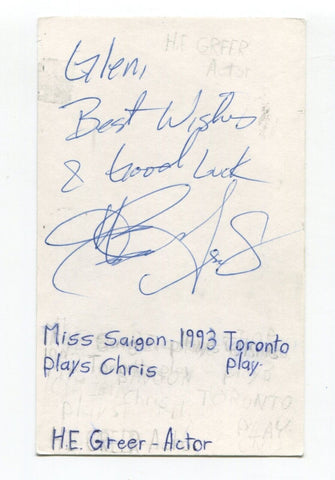 H.E GREER
Actor
Glen,
Best Wishes
& Good Luck
Miss Saigon 1993 Toronto
plays Chris play.
H.E. Greer - Actor